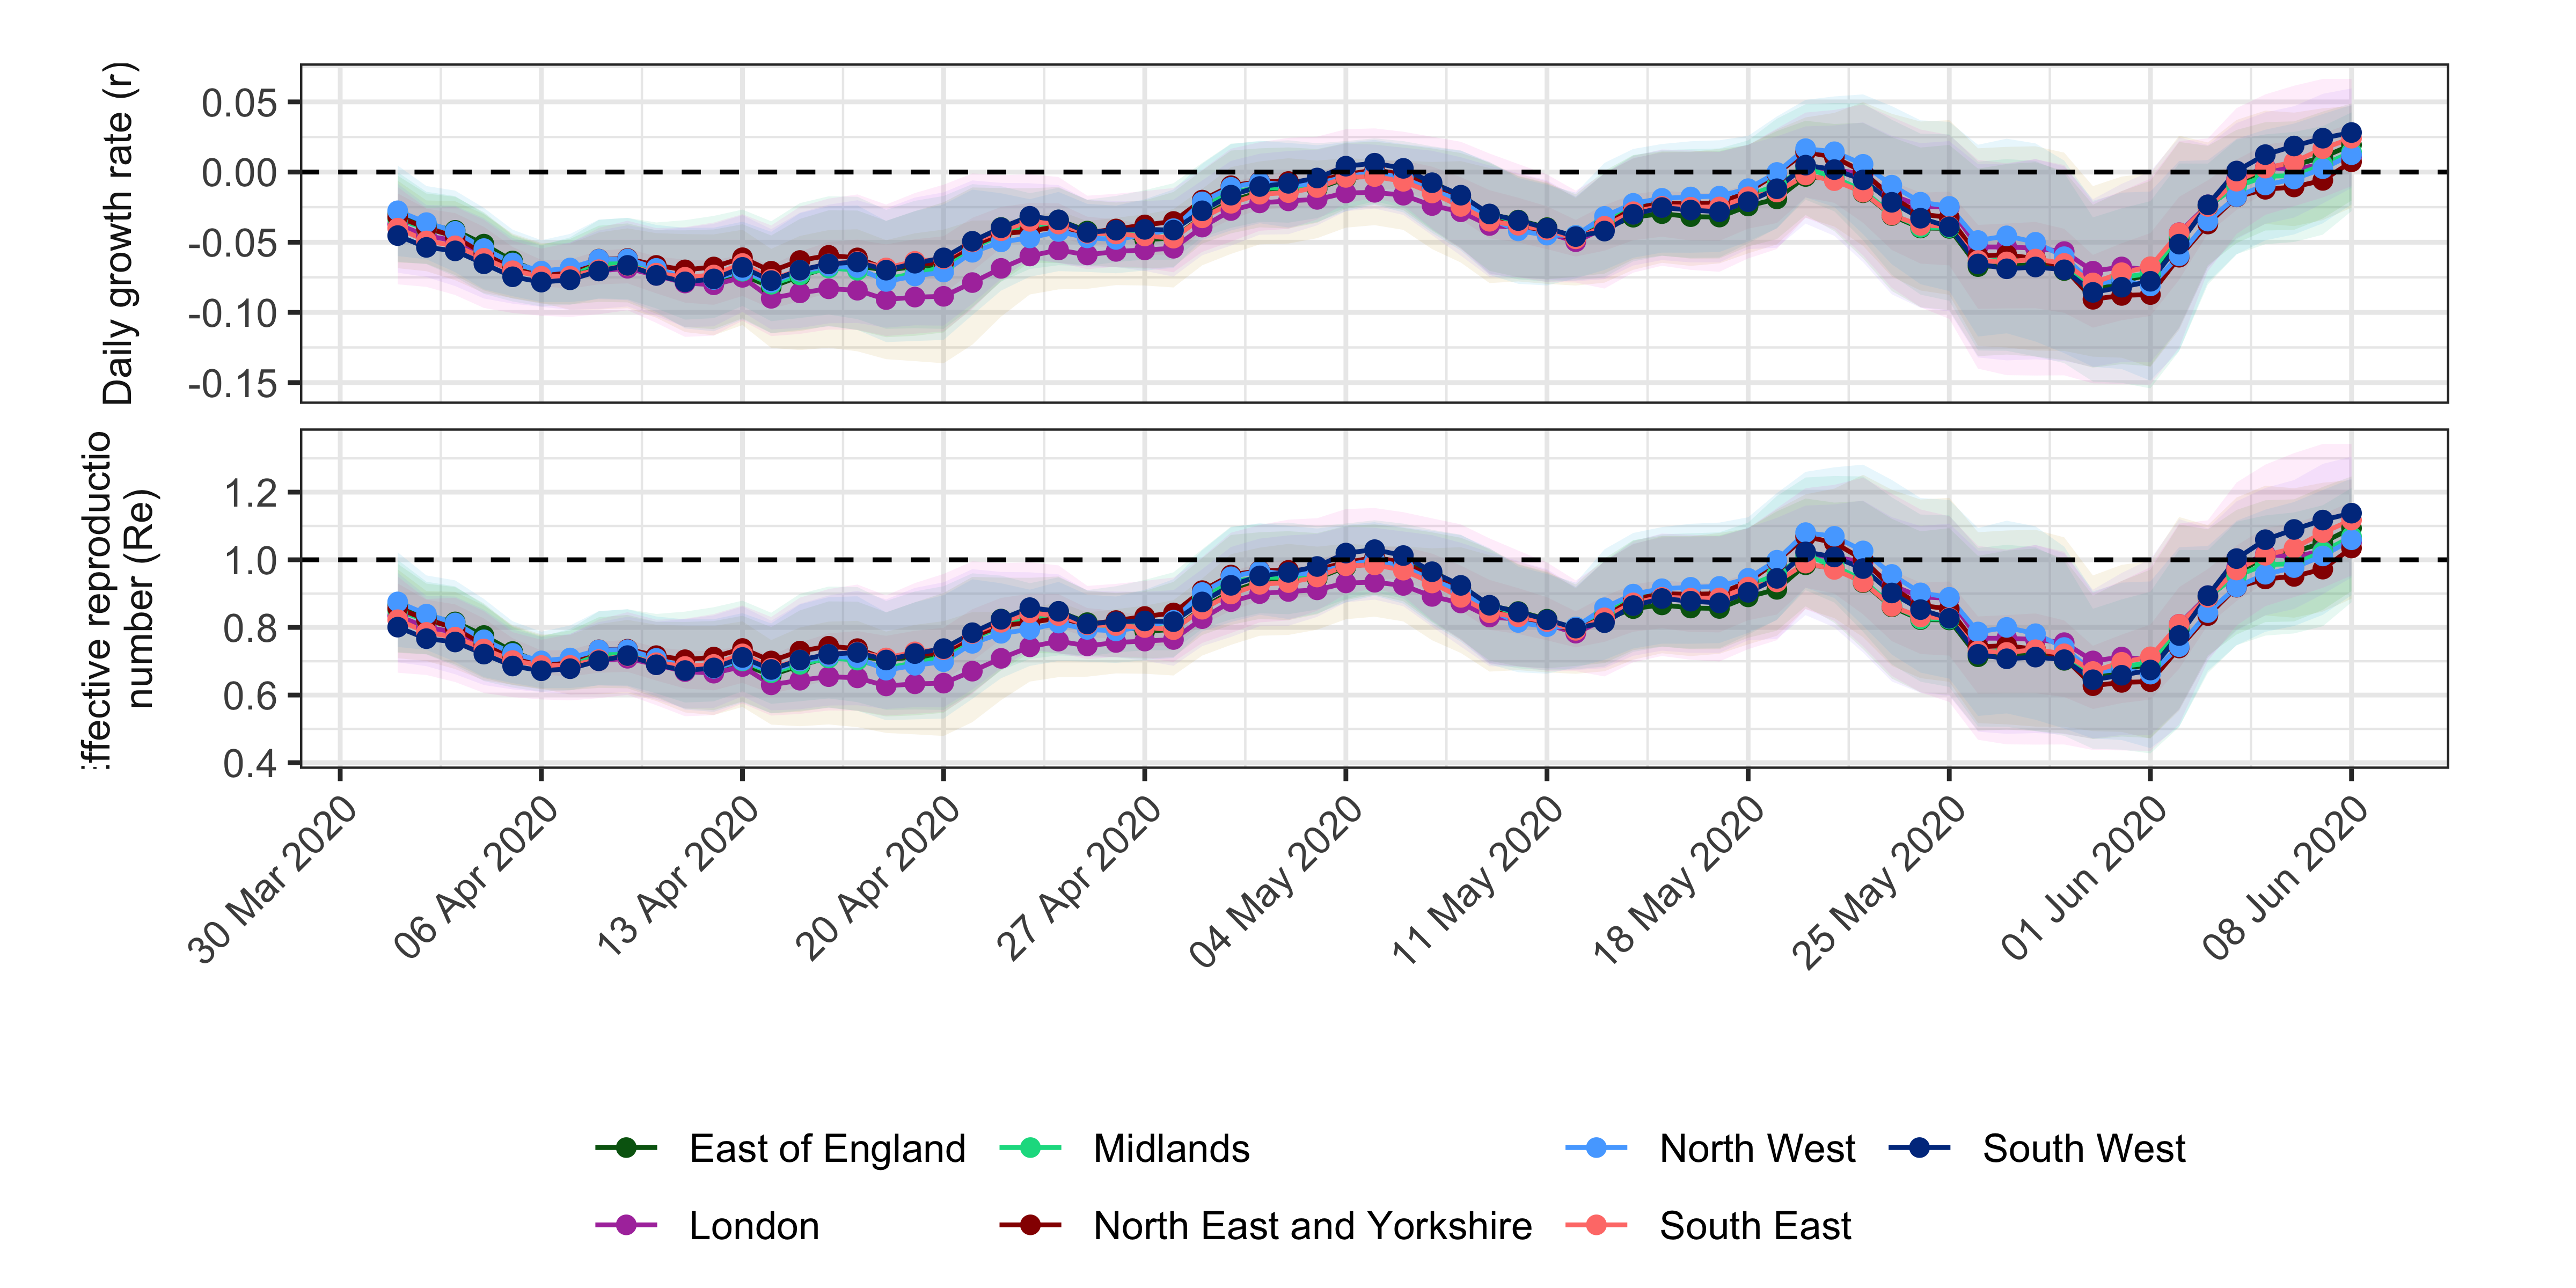 Daily growth rate (r)
0.05
0.00
-0.05
-0.10
-0.15
ffective reproductio
number (Re)
1.2
1.0
0.8
0.6
0.4
30 Mar 2020
06 Apr 2020
13 Apr 2020
20 Apr 2020
27 Apr 2020
04 May 2020
11 May 2020
18 May 2020
25 May 2020
01 Jun 2020
08 Jun 2020
East of England Midlands North West South West
London North East and Yorkshire South East